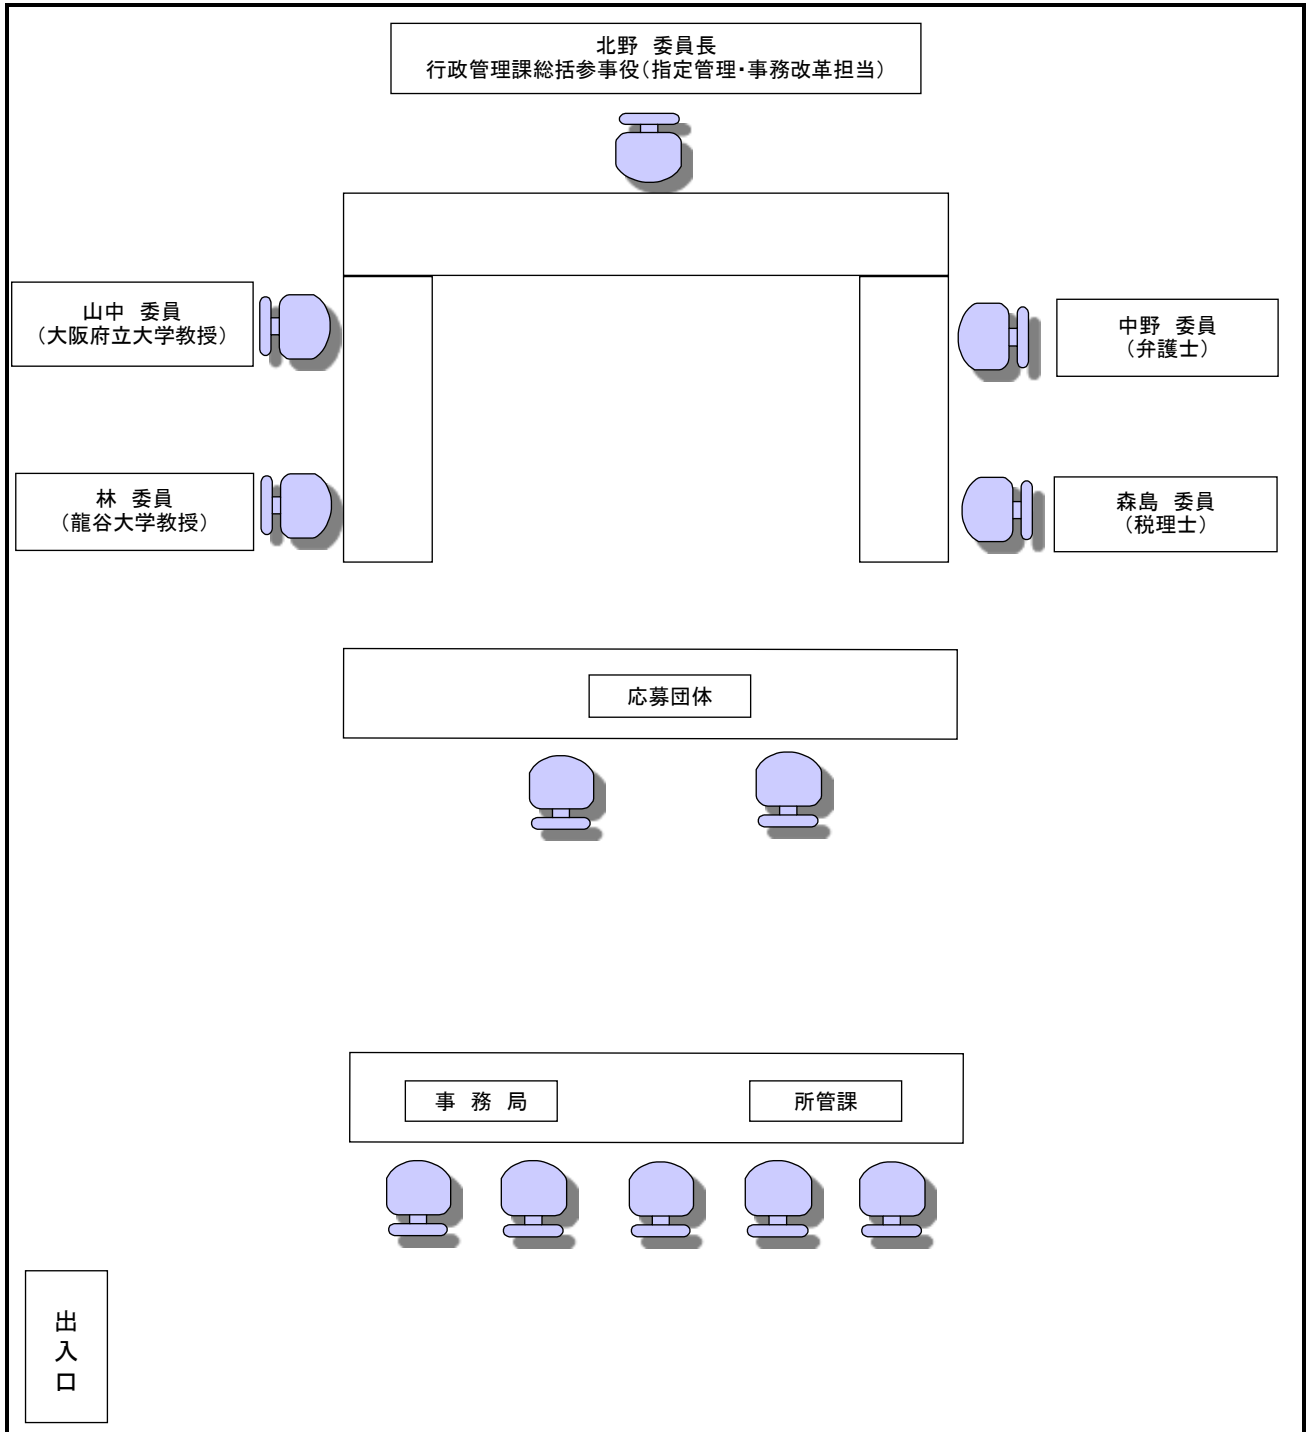 北野　委員長
行政管理課総括参事役（指定管理・事務改革担当）
山中　委員
（大阪府立大学教授）
中野　委員
（弁護士）
林　委員
（龍谷大学教授）
森島　委員
（税理士）
応募団体
事　務　局
所管課
出
入
口